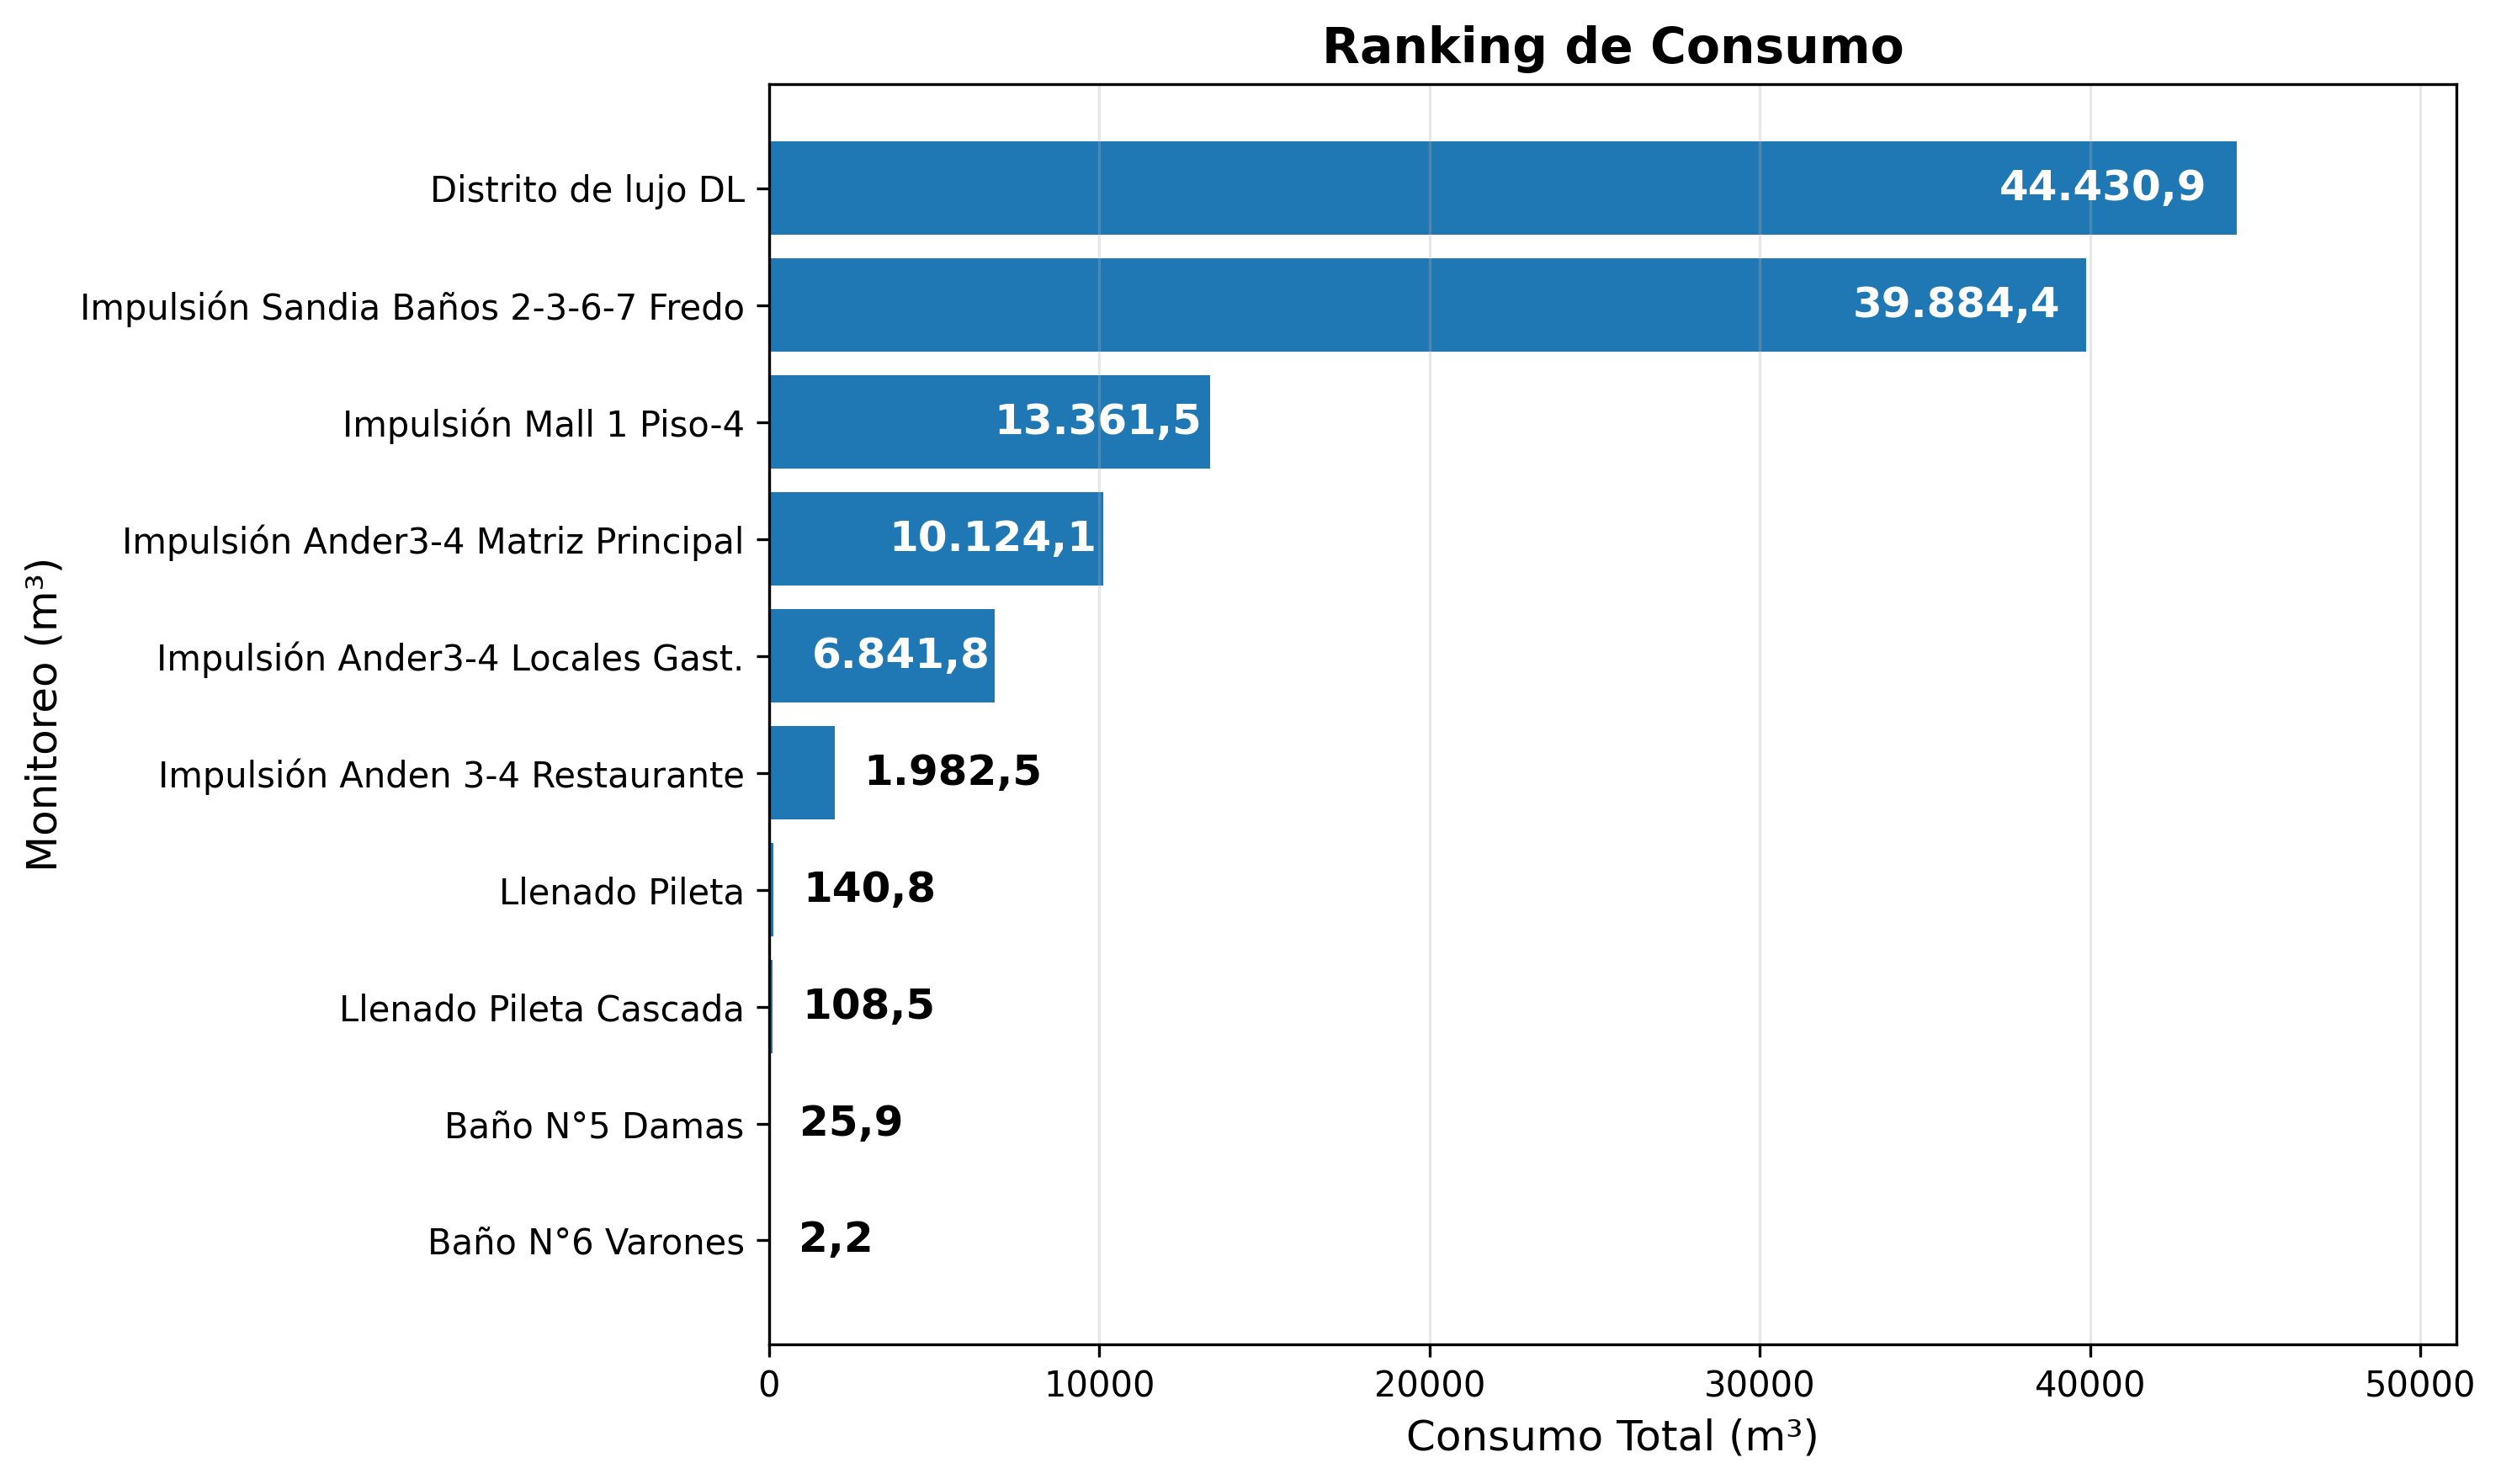 Ranking de Consumo
Distrito de lujo DL 44.430,9
Impulsión Sandia Baños 2-3-6-7 Fredo 39.884,4
Impulsión Mall 1 Piso-4 13.361,5
Impulsión Ander3-4 Matriz Principal 10.124,1
Impulsión Ander3-4 Locales Gast. 6.841,8
Impulsión Anden 3-4 Restaurante 1.982,5
Llenado Pileta 140,8
Llenado Pileta Cascada 108,5
Baño N°5 Damas 25,9
Baño N°6 Varones 2,2
Monitoreo (m³)
0 10000 20000 30000 40000 50000
Consumo Total (m³)